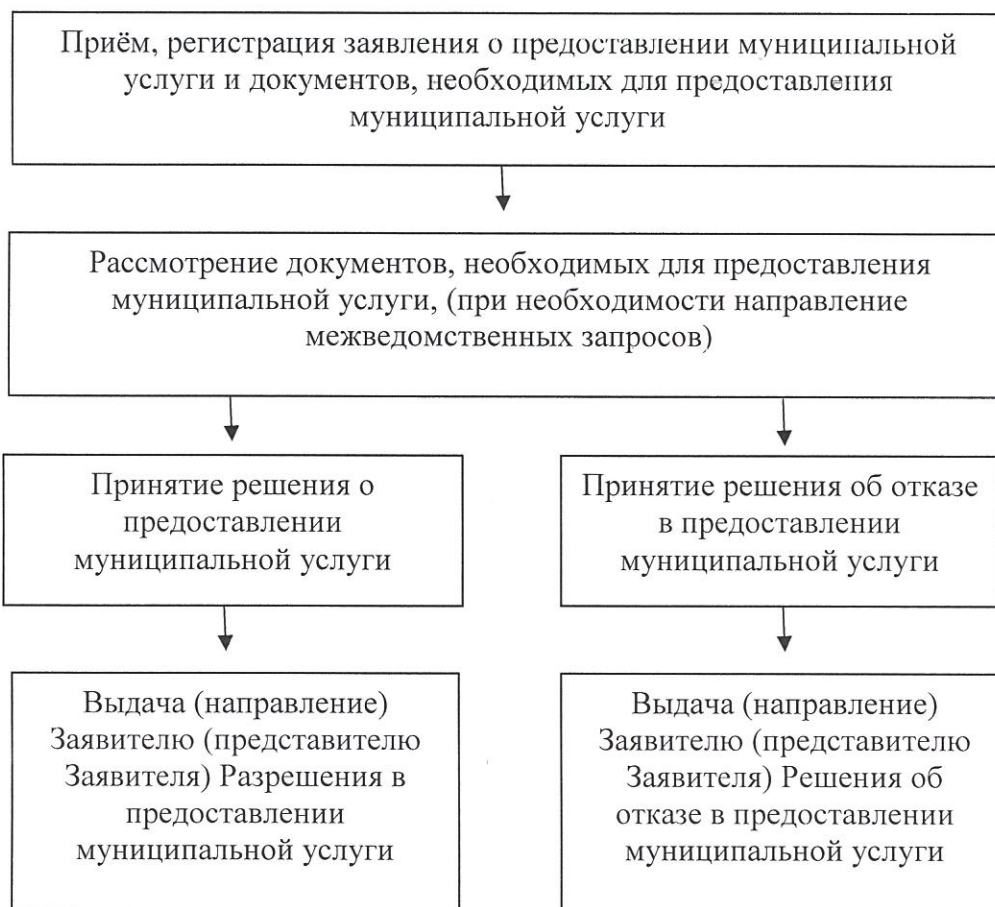 Приём, регистрация заявления о предоставлении муниципальной
услуги и документов, необходимых для предоставления
муниципальной услуги
Рассмотрение документов, необходимых для предоставления
муниципальной услуги, (при необходимости направление
межведомственных запросов)
Принятие решения о
предоставлении
муниципальной услуги
Принятие решения об отказе
в предоставлении
муниципальной услуги
Выдача (направление)
Заявителю (представителю
Заявителя) Разрешения в
предоставлении
муниципальной услуги
Выдача (направление)
Заявителю (представителю
Заявителя) Решения об
отказе в предоставлении
муниципальной услуги